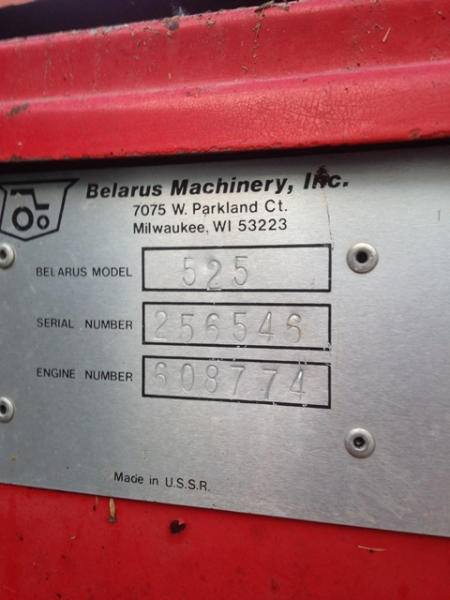 Belarus Machinery, Inc.
7075 W. Parkland Ct.
Milwaukee, WI 53223
BELARUS MODEL 525
SERIAL NUMBER 256546
ENGINE NUMBER 608774
Made in U.S.S.R.